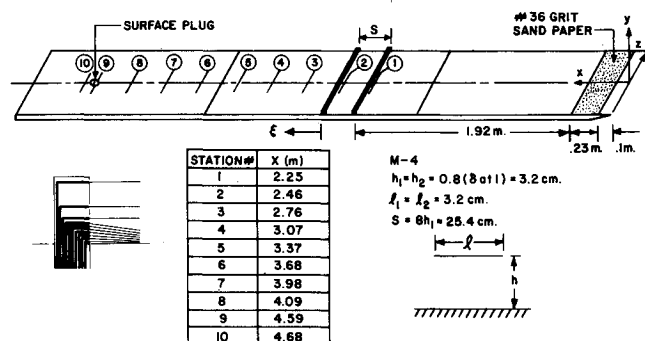 SURFACE PLUG
S
#36 GRIT
SAND PAPER
y
z
x
10 9 8 7 6 5 4 3 2 1
ξ
1.92 m.
.23 m.
.1 m.
STATION# X (m)
1 2.25
2 2.46
3 2.76
4 3.07
5 3.37
6 3.68
7 3.98
8 4.09
9 4.59
10 4.68
M-4
h₁=h₂ = 0.8(δ at 1) = 3.2 cm.
ℓ₁ = ℓ₂ = 3.2 cm.
S = 8h₁ = 25.4 cm.
ℓ
h